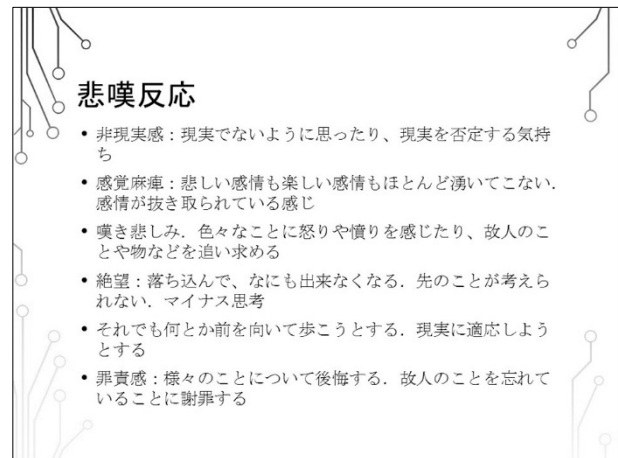 悲嘆反応
• 非現実感：現実でないように思ったり、現実を否定する気持
ち
• 感覚麻痺：悲しい感情も楽しい感情もほとんど湧いてこない．
感情が抜き取られている感じ
• 嘆き悲しみ．色々なことに怒りや憤りを感じたり、故人のこ
とや物などを追い求める
• 絶望：落ち込んで、なにも出来なくなる．先のことが考えら
れない．マイナス思考
• それでも何とか前を向いて歩こうとする．現実に適応しよう
とする
• 罪責感：様々のことについて後悔する．故人のことを忘れて
いることに謝罪する